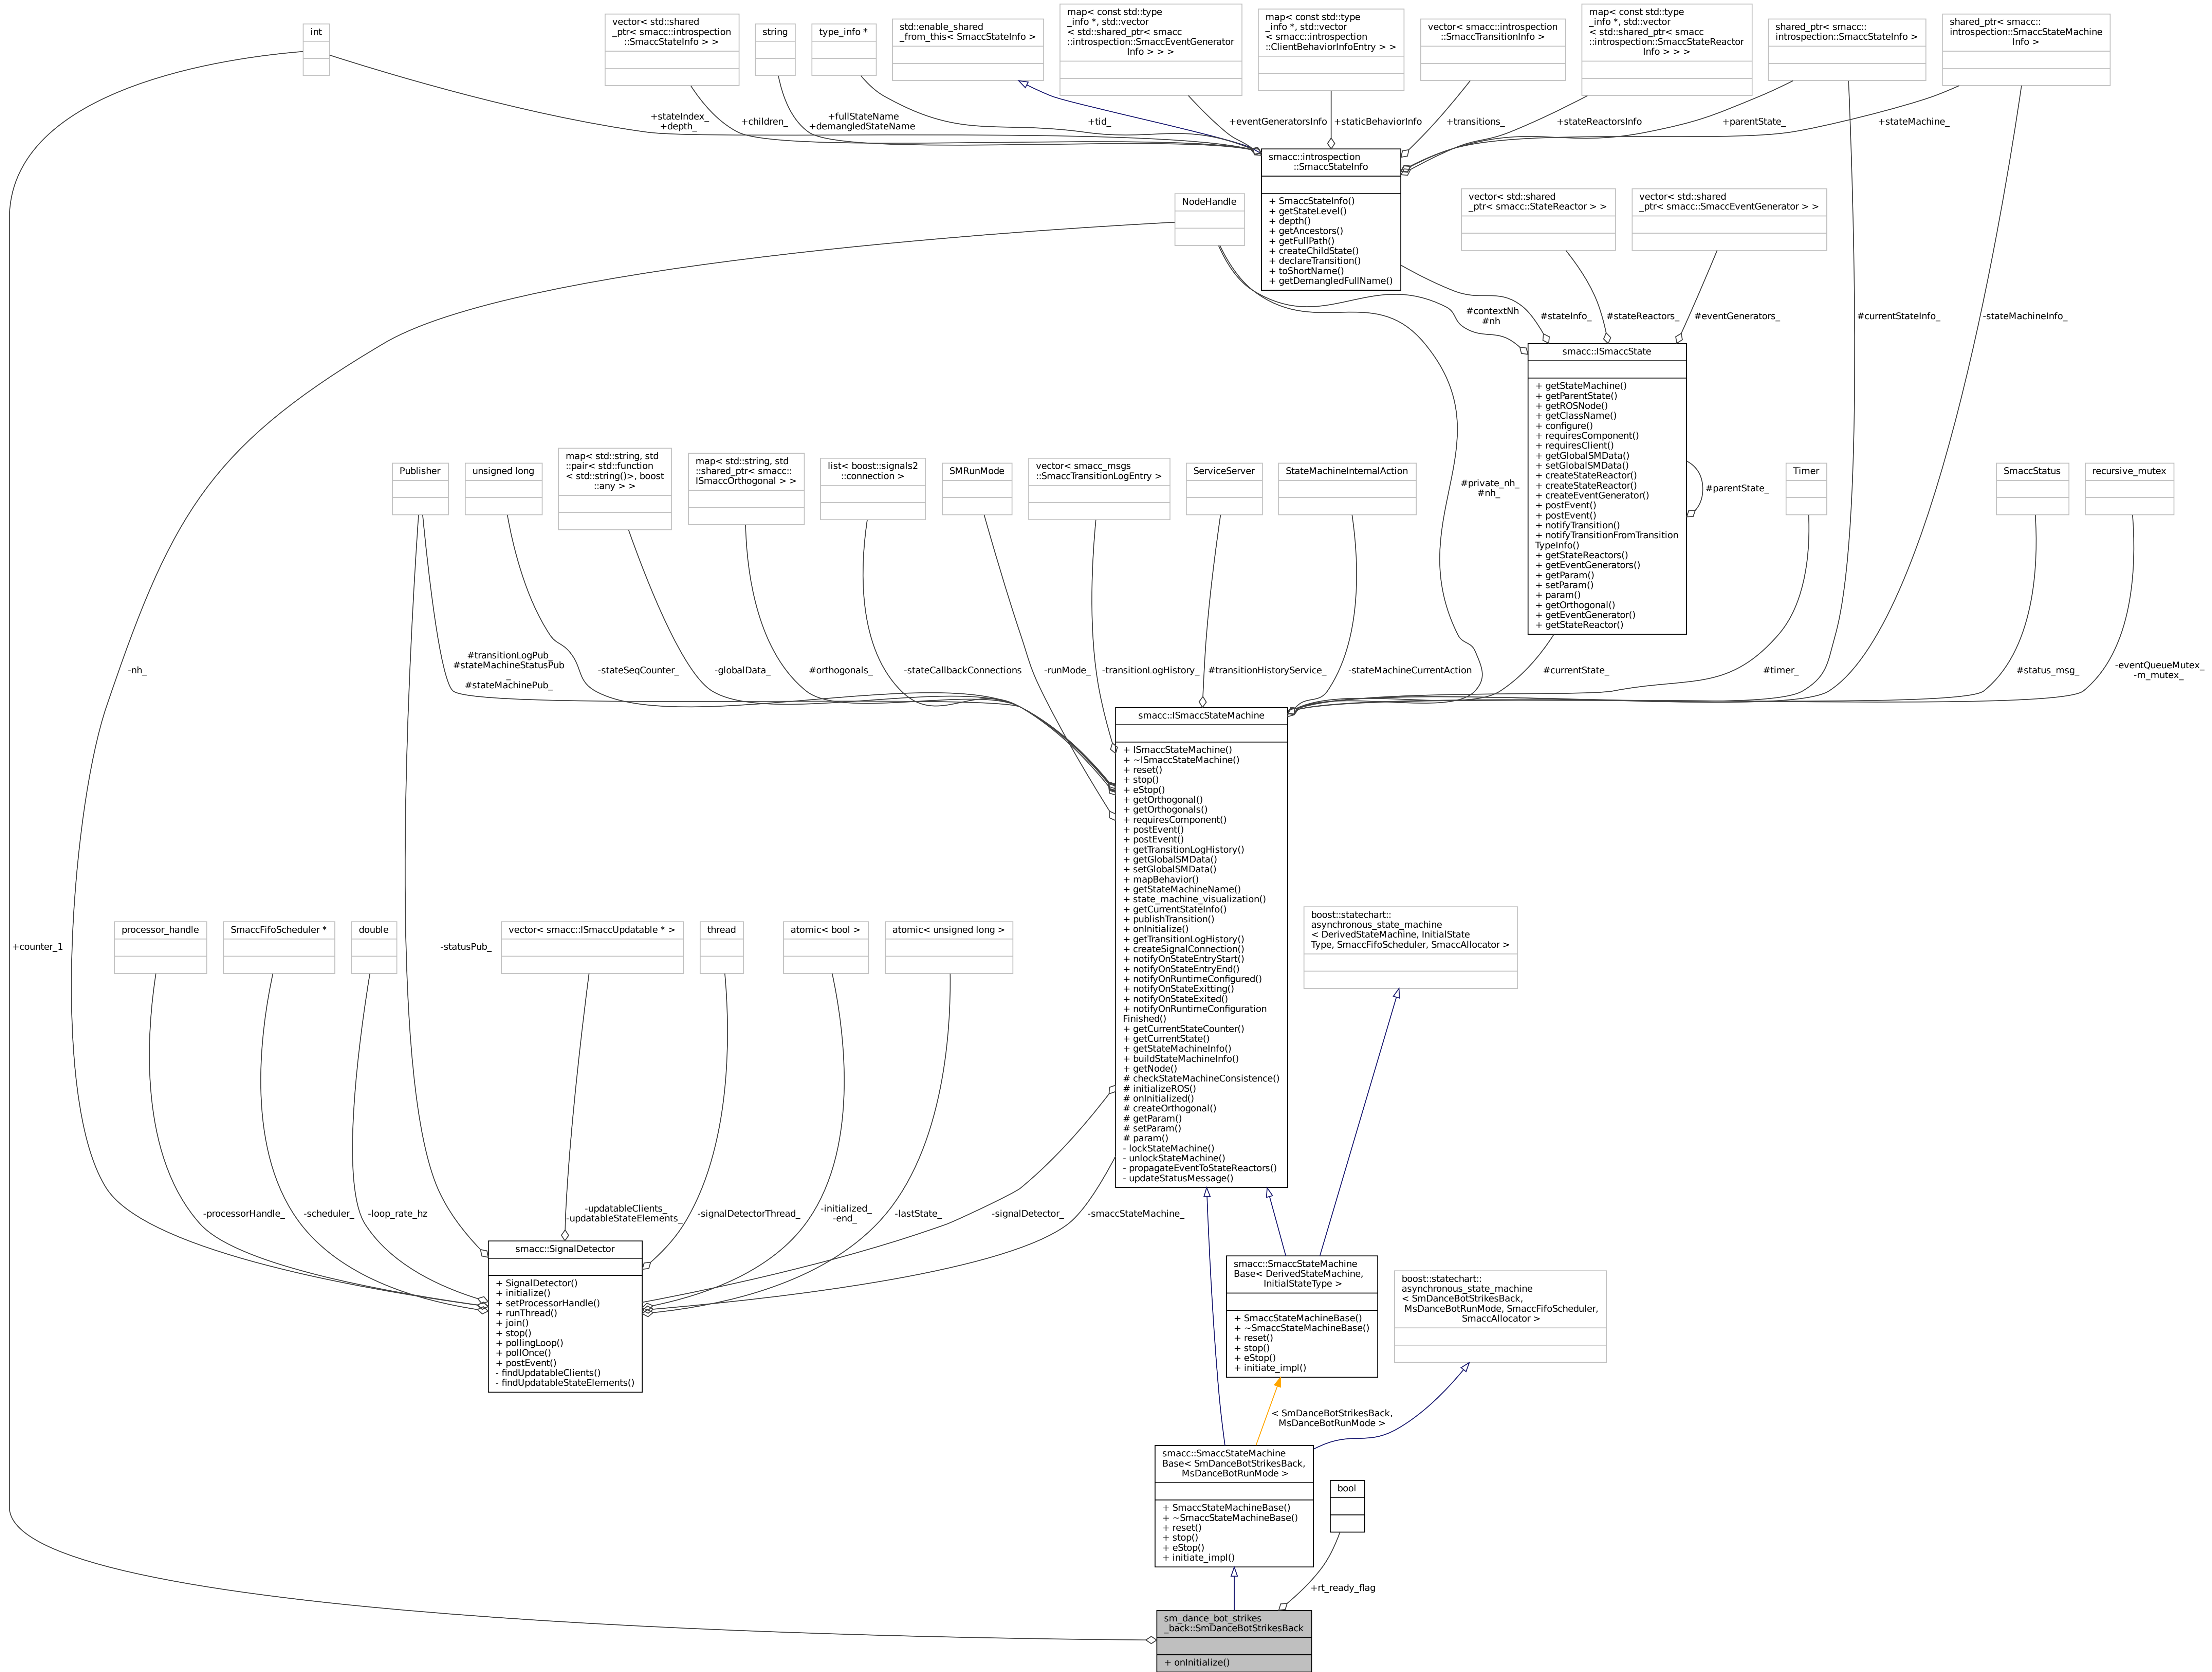 int
vector< std::shared
_ptr< smacc::introspection
::SmaccStateInfo > >
string
type_info *
std::enable_shared
_from_this< SmaccStateInfo >
map< const std::type
_info *, std::vector
< std::shared_ptr< smacc
::introspection::SmaccEventGenerator
Info > > >
map< const std::type
_info *, std::vector
< smacc::introspection
::ClientBehaviorInfoEntry > >
vector< smacc::introspection
::SmaccTransitionInfo >
map< const std::type
_info *, std::vector
< std::shared_ptr< smacc
::introspection::SmaccStateReactor
Info > > >
shared_ptr< smacc::
introspection::SmaccStateInfo >
shared_ptr< smacc::
introspection::SmaccStateMachine
Info >
+stateIndex_
+depth_
+children_
+fullStateName
+demangledStateName
+tid_
+eventGeneratorsInfo
+staticBehaviorInfo
+transitions_
+stateReactorsInfo
+parentState_
+stateMachine_
smacc::introspection
::SmaccStateInfo
+ SmaccStateInfo()
+ getStateLevel()
+ depth()
+ getAncestors()
+ getFullPath()
+ createChildState()
+ declareTransition()
+ toShortName()
+ getDemangledFullName()
NodeHandle
vector< std::shared
_ptr< smacc::StateReactor > >
vector< std::shared
_ptr< smacc::SmaccEventGenerator > >
#contextNh
#nh
#stateInfo_
#stateReactors_
#eventGenerators_
#currentStateInfo_
-stateMachineInfo_
smacc::ISmaccState
+ getStateMachine()
+ getParentState()
+ getROSNode()
+ getClassName()
+ configure()
+ requiresComponent()
+ requiresClient()
+ getGlobalSMData()
+ setGlobalSMData()
+ createStateReactor()
+ createStateReactor()
+ createEventGenerator()
+ postEvent()
+ postEvent()
+ notifyTransition()
+ notifyTransitionFromTransition
TypeInfo()
+ getStateReactors()
+ getEventGenerators()
+ getParam()
+ setParam()
+ param()
+ getOrthogonal()
+ getEventGenerator()
+ getStateReactor()
#parentState_
Publisher
unsigned long
map< std::string, std
::pair< std::function
< std::string()>, boost
::any > >
map< std::string, std
::shared_ptr< smacc::
ISmaccOrthogonal > >
list< boost::signals2
::connection >
SMRunMode
vector< smacc_msgs
::SmaccTransitionLogEntry >
ServiceServer
StateMachineInternalAction
#private_nh_
#nh_
Timer
SmaccStatus
recursive_mutex
-nh_
#transitionLogPub_
#stateMachineStatusPub
_
#stateMachinePub_
-stateSeqCounter_
-globalData_
#orthogonals_
-stateCallbackConnections
-runMode_
-transitionLogHistory_
#transitionHistoryService_
-stateMachineCurrentAction
#currentState_
#timer_
#status_msg_
-eventQueueMutex_
-m_mutex_
smacc::ISmaccStateMachine
+ ISmaccStateMachine()
+ ~ISmaccStateMachine()
+ reset()
+ stop()
+ eStop()
+ getOrthogonal()
+ getOrthogonals()
+ requiresComponent()
+ postEvent()
+ postEvent()
+ getTransitionLogHistory()
+ getGlobalSMData()
+ setGlobalSMData()
+ mapBehavior()
+ getStateMachineName()
+ state_machine_visualization()
+ getCurrentStateInfo()
+ publishTransition()
+ onInitialize()
+ getTransitionLogHistory()
+ createSignalConnection()
+ notifyOnStateEntryStart()
+ notifyOnStateEntryEnd()
+ notifyOnRuntimeConfigured()
+ notifyOnStateExitting()
+ notifyOnStateExited()
+ notifyOnRuntimeConfiguration
Finished()
+ getCurrentStateCounter()
+ getCurrentState()
+ getStateMachineInfo()
+ buildStateMachineInfo()
+ getNode()
# checkStateMachineConsistence()
# initializeROS()
# onInitialized()
# createOrthogonal()
# getParam()
# setParam()
# param()
- lockStateMachine()
- unlockStateMachine()
- propagateEventToStateReactors()
- updateStatusMessage()
+counter_1
processor_handle
SmaccFifoScheduler *
double
-statusPub_
vector< smacc::ISmaccUpdatable * >
thread
atomic< bool >
atomic< unsigned long >
boost::statechart::
asynchronous_state_machine
< DerivedStateMachine, InitialState
Type, SmaccFifoScheduler, SmaccAllocator >
-processorHandle_
-scheduler_
-loop_rate_hz
-updatableClients_
-updatableStateElements_
-signalDetectorThread_
-initialized_
-end_
-lastState_
-signalDetector_
-smaccStateMachine_
smacc::SignalDetector
+ SignalDetector()
+ initialize()
+ setProcessorHandle()
+ runThread()
+ join()
+ stop()
+ pollingLoop()
+ pollOnce()
+ postEvent()
- findUpdatableClients()
- findUpdatableStateElements()
smacc::SmaccStateMachine
Base< DerivedStateMachine,
InitialStateType >
+ SmaccStateMachineBase()
+ ~SmaccStateMachineBase()
+ reset()
+ stop()
+ eStop()
+ initiate_impl()
boost::statechart::
asynchronous_state_machine
< SmDanceBotStrikesBack,
MsDanceBotRunMode, SmaccFifoScheduler,
SmaccAllocator >
< SmDanceBotStrikesBack,
MsDanceBotRunMode >
smacc::SmaccStateMachine
Base< SmDanceBotStrikesBack,
MsDanceBotRunMode >
+ SmaccStateMachineBase()
+ ~SmaccStateMachineBase()
+ reset()
+ stop()
+ eStop()
+ initiate_impl()
bool
+rt_ready_flag
sm_dance_bot_strikes
_back::SmDanceBotStrikesBack
+ onInitialize()